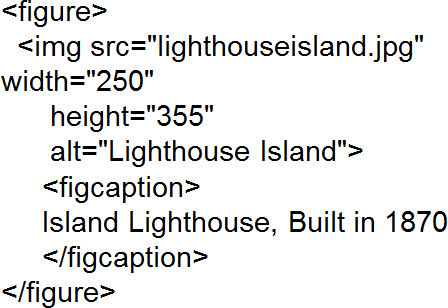 <figure>
<img src="lighthouseisland.jpg"
width="250"
height="355"
alt="Lighthouse Island">
<figcaption>
Island Lighthouse, Built in 1870
</figcaption>
</figure>